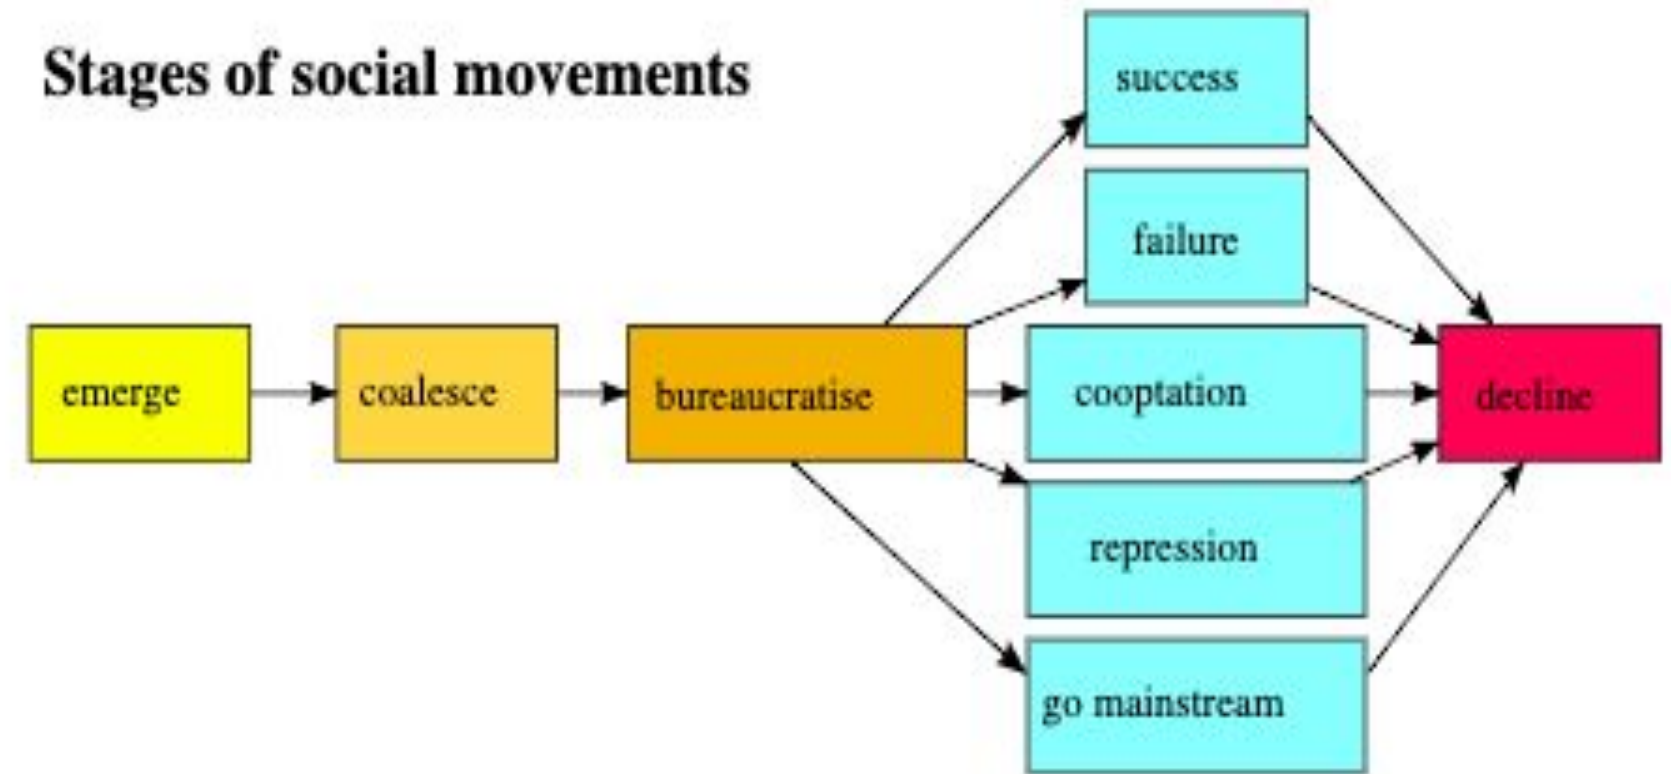 Stages of social movements
success
failure
emerge
coalesce
bureaucratise
cooptation
decline
repression
go mainstream